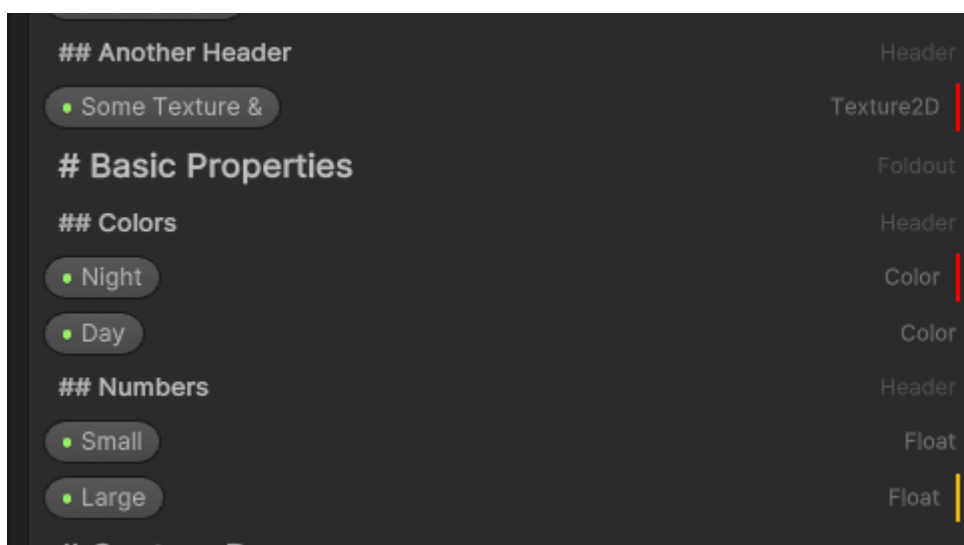 ## Another Header Header
Some Texture & Texture2D
# Basic Properties Foldout
## Colors Header
Night Color
Day Color
## Numbers Header
Small Float
Large Float